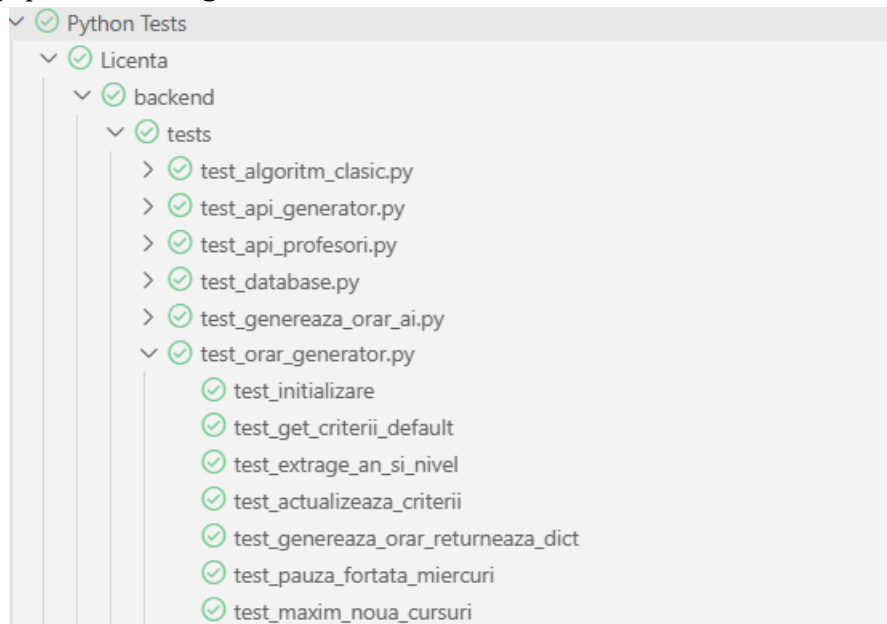 Python Tests
Licenta
backend
tests
test_algoritm_clasic.py
test_api_generator.py
test_api_profesori.py
test_database.py
test_genereaza_orar_ai.py
test_orar_generator.py
test_initializare
test_get_criterii_default
test_extrage_an_si_nivel
test_actualizeaza_criterii
test_genereaza_orar_returneaza_dict
test_pauza_fortata_miercuri
test_maxim_noua_cursuri